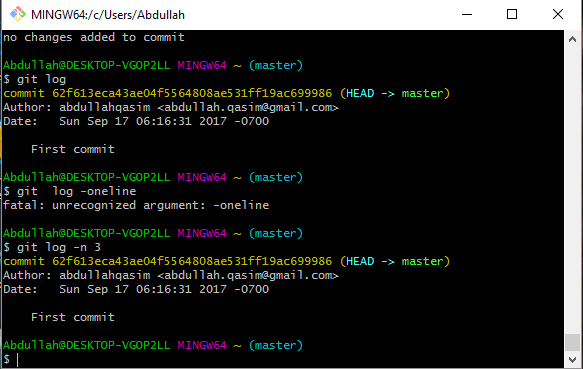 MINGW64:/c/Users/Abdullah
no changes added to commit
Abdullah@DESKTOP-VGOP2LL MINGW64 ~ (master)
$ git log
commit 62f613eca43ae04f5564808ae531ff19ac699986 (HEAD -> master)
Author: abdullahqasim <abdullah.qasim@gmail.com>
Date:   Sun Sep 17 06:16:31 2017 -0700
    First commit
Abdullah@DESKTOP-VGOP2LL MINGW64 ~ (master)
$ git  log -oneline
fatal: unrecognized argument: -oneline
Abdullah@DESKTOP-VGOP2LL MINGW64 ~ (master)
$ git log -n 3
commit 62f613eca43ae04f5564808ae531ff19ac699986 (HEAD -> master)
Author: abdullahqasim <abdullah.qasim@gmail.com>
Date:   Sun Sep 17 06:16:31 2017 -0700
    First commit
Abdullah@DESKTOP-VGOP2LL MINGW64 ~ (master)
$